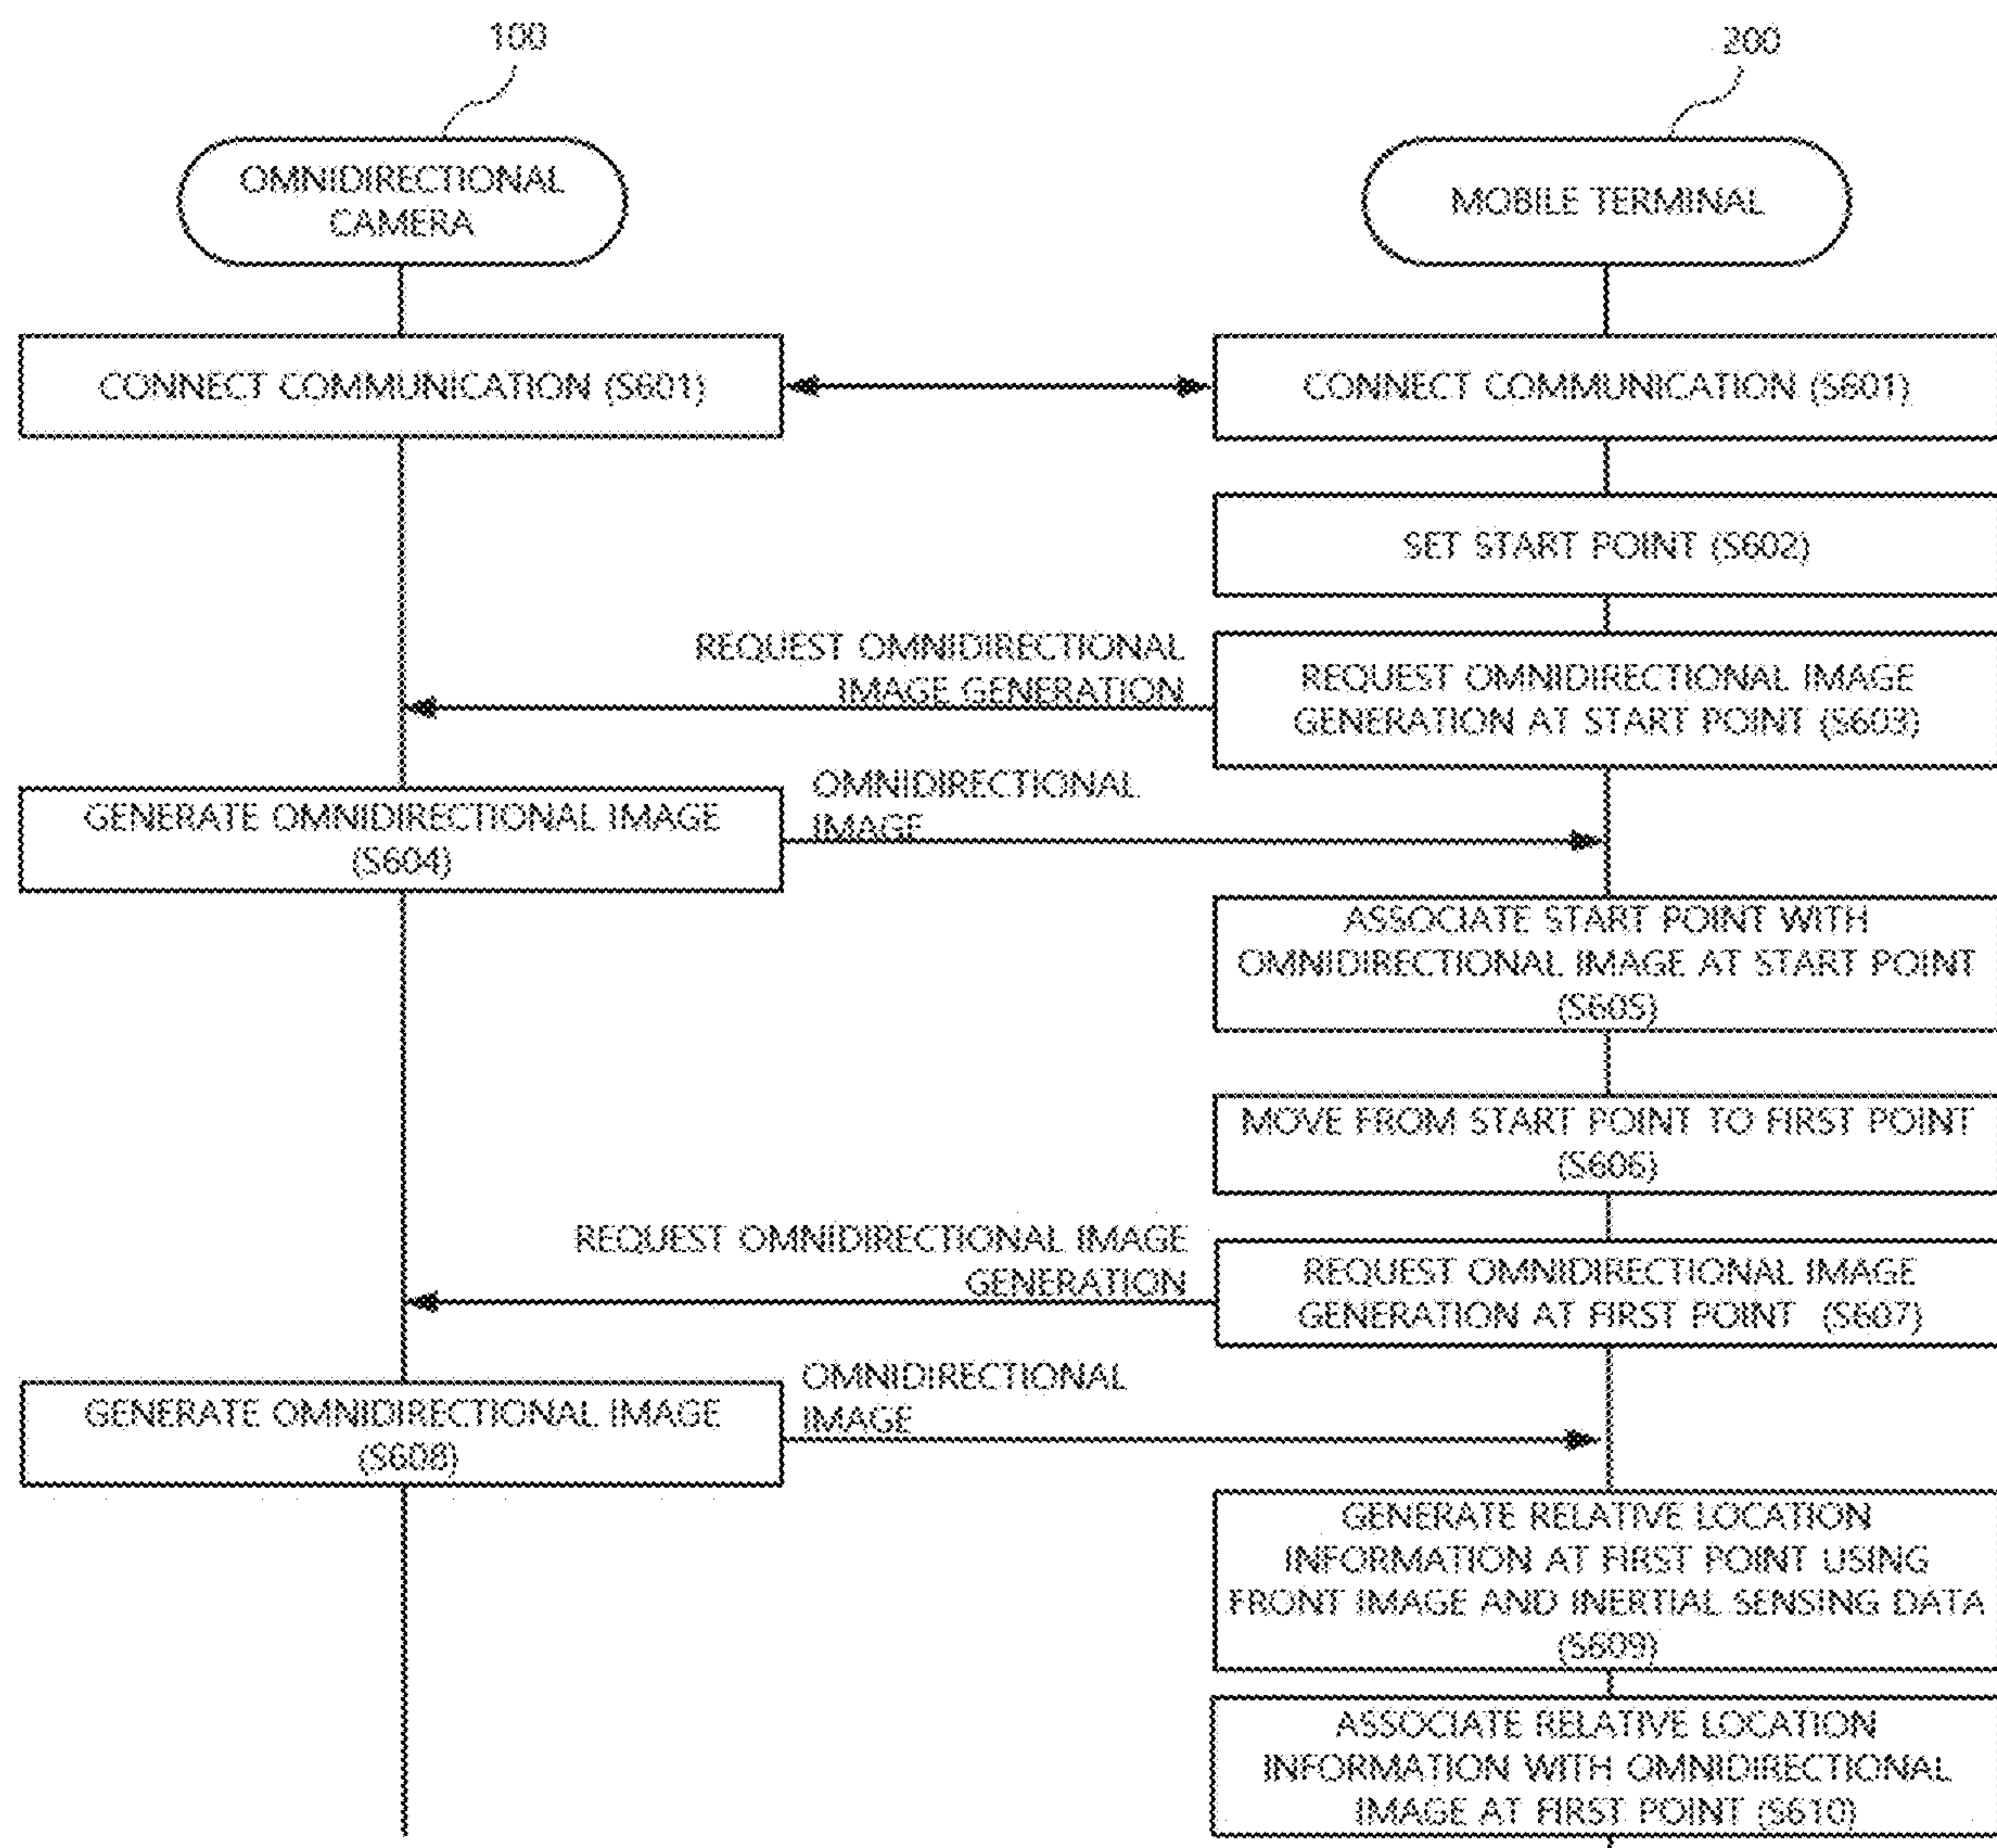 100
200
OMNIDIRECTIONAL
CAMERA
MOBILE TERMINAL
CONNECT COMMUNICATION (S601)
CONNECT COMMUNICATION (S601)
SET START POINT (S602)
REQUEST OMNIDIRECTIONAL
IMAGE GENERATION
REQUEST OMNIDIRECTIONAL IMAGE
GENERATION AT START POINT (S603)
GENERATE OMNIDIRECTIONAL IMAGE
(S604)
OMNIDIRECTIONAL
IMAGE
ASSOCIATE START POINT WITH
OMNIDIRECTIONAL IMAGE AT START POINT
(S605)
MOVE FROM START POINT TO FIRST POINT
(S606)
REQUEST OMNIDIRECTIONAL IMAGE
GENERATION
REQUEST OMNIDIRECTIONAL IMAGE
GENERATION AT FIRST POINT (S607)
GENERATE OMNIDIRECTIONAL IMAGE
(S608)
OMNIDIRECTIONAL
IMAGE
GENERATE RELATIVE LOCATION
INFORMATION AT FIRST POINT USING
FRONT IMAGE AND INERTIAL SENSING DATA
(S609)
ASSOCIATE RELATIVE LOCATION
INFORMATION WITH OMNIDIRECTIONAL
IMAGE AT FIRST POINT (S610)